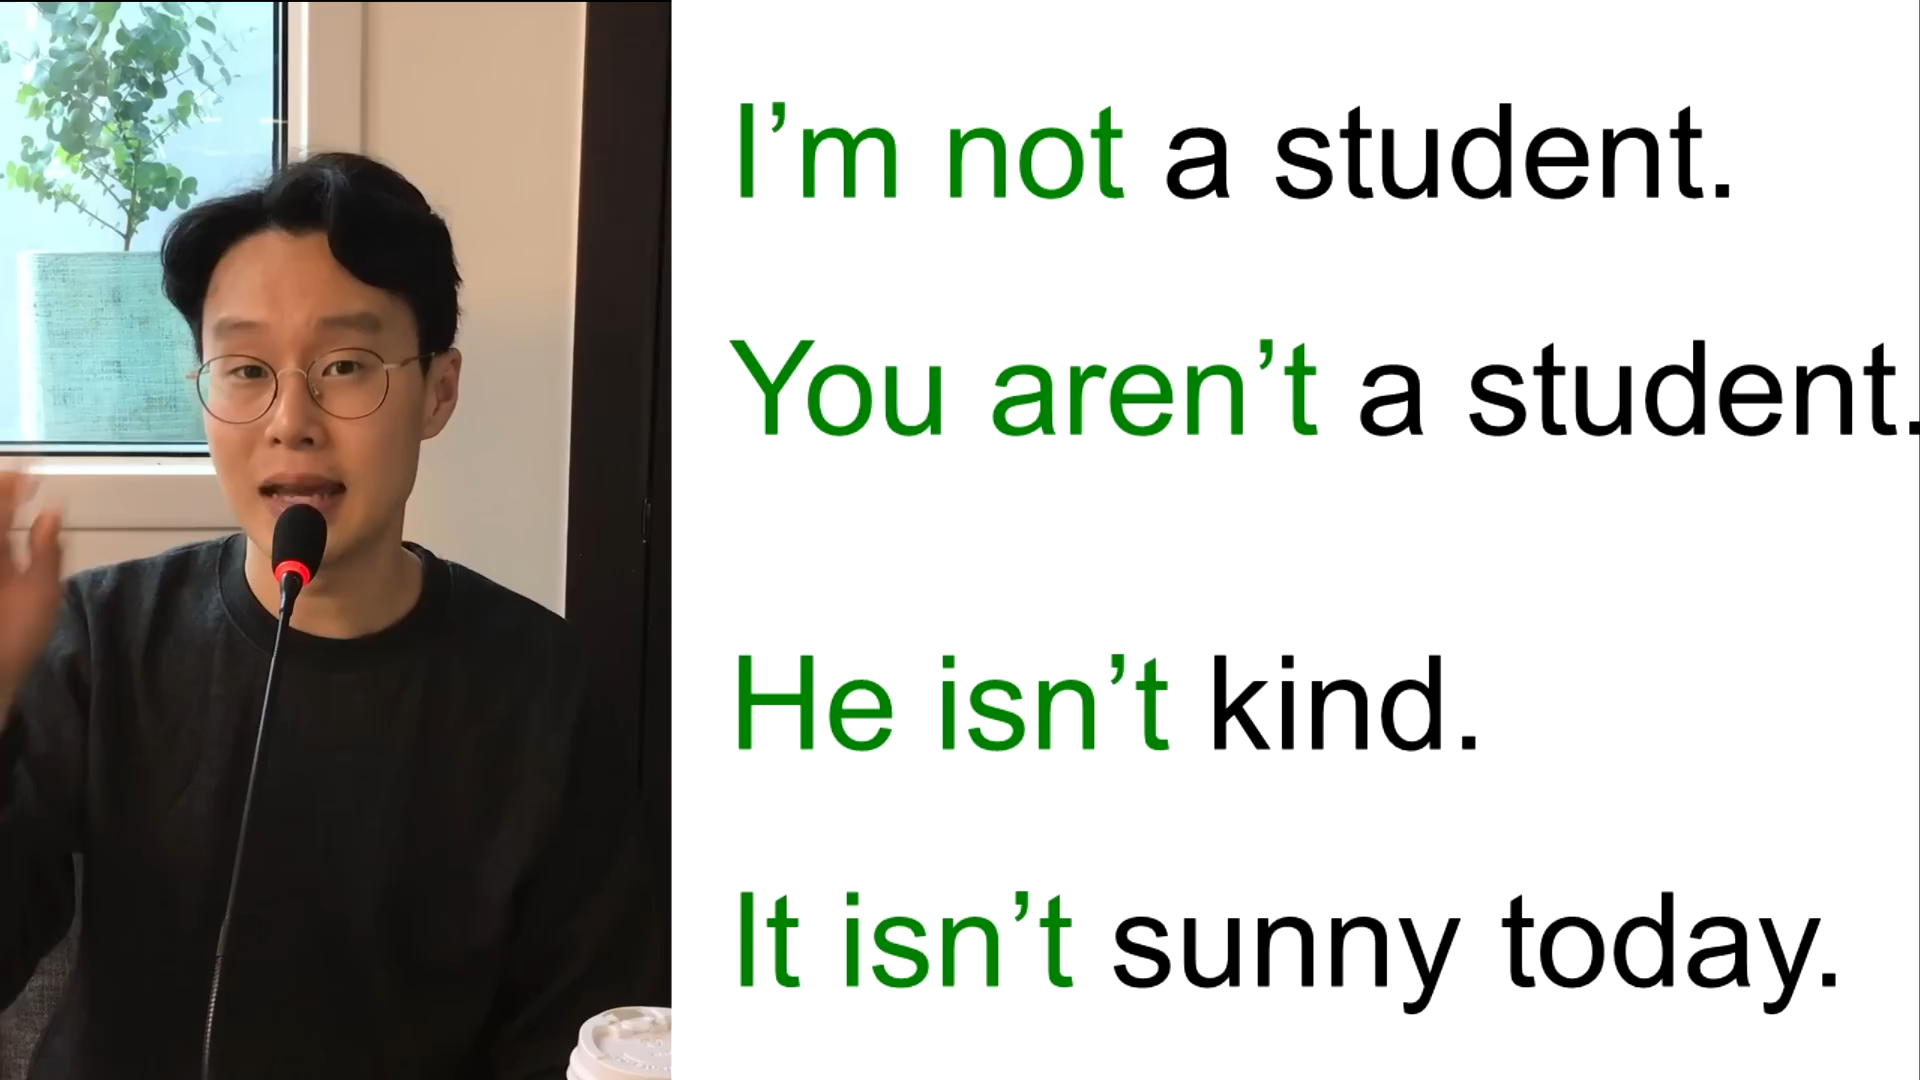 I’m not a student.
You aren’t a student.
He isn’t kind.
It isn’t sunny today.